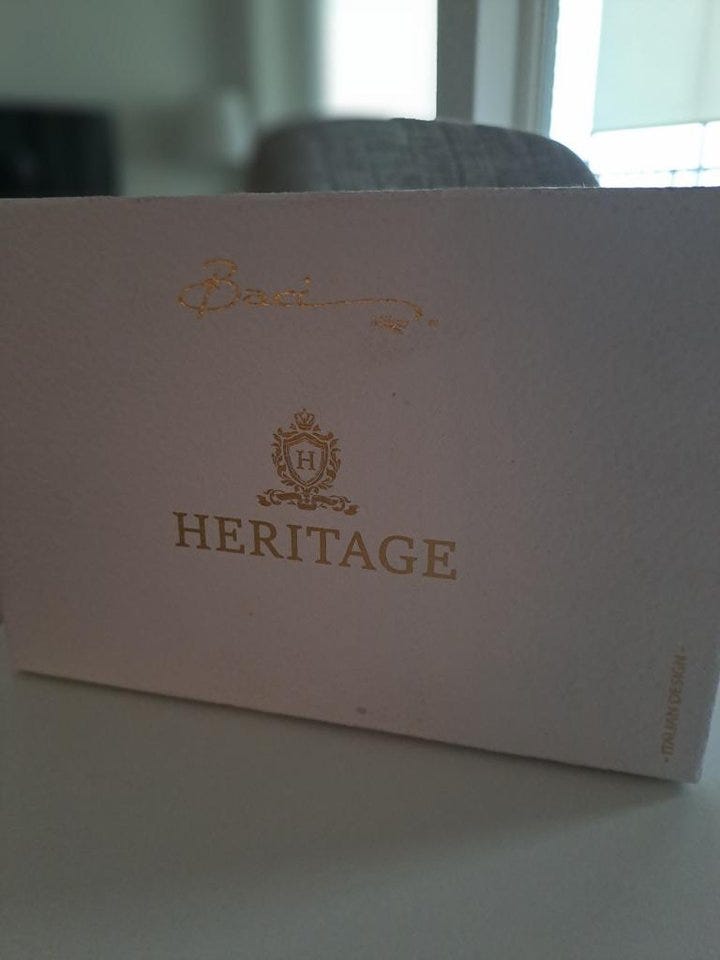 Baci
H
HERITAGE
- ITALIAN DESIGN -